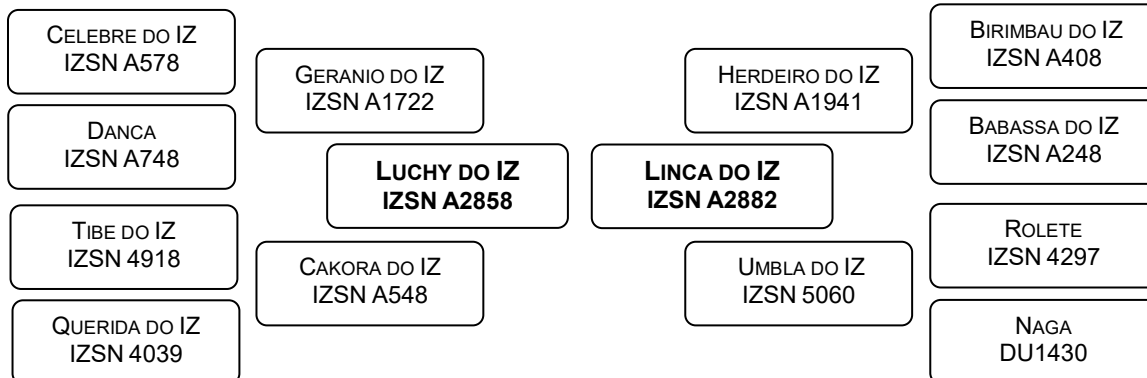 CELEBRE DO IZ
IZSN A578
DANCA
IZSN A748
TIBE DO IZ
IZSN 4918
QUERIDA DO IZ
IZSN 4039
GERANIO DO IZ
IZSN A1722
CAKORA DO IZ
IZSN A548
LUCHY DO IZ
IZSN A2858
LINCA DO IZ
IZSN A2882
HERDEIRO DO IZ
IZSN A1941
UMBLA DO IZ
IZSN 5060
BIRIMBAU DO IZ
IZSN A408
BABASSA DO IZ
IZSN A248
ROLETE
IZSN 4297
NAGA
DU1430